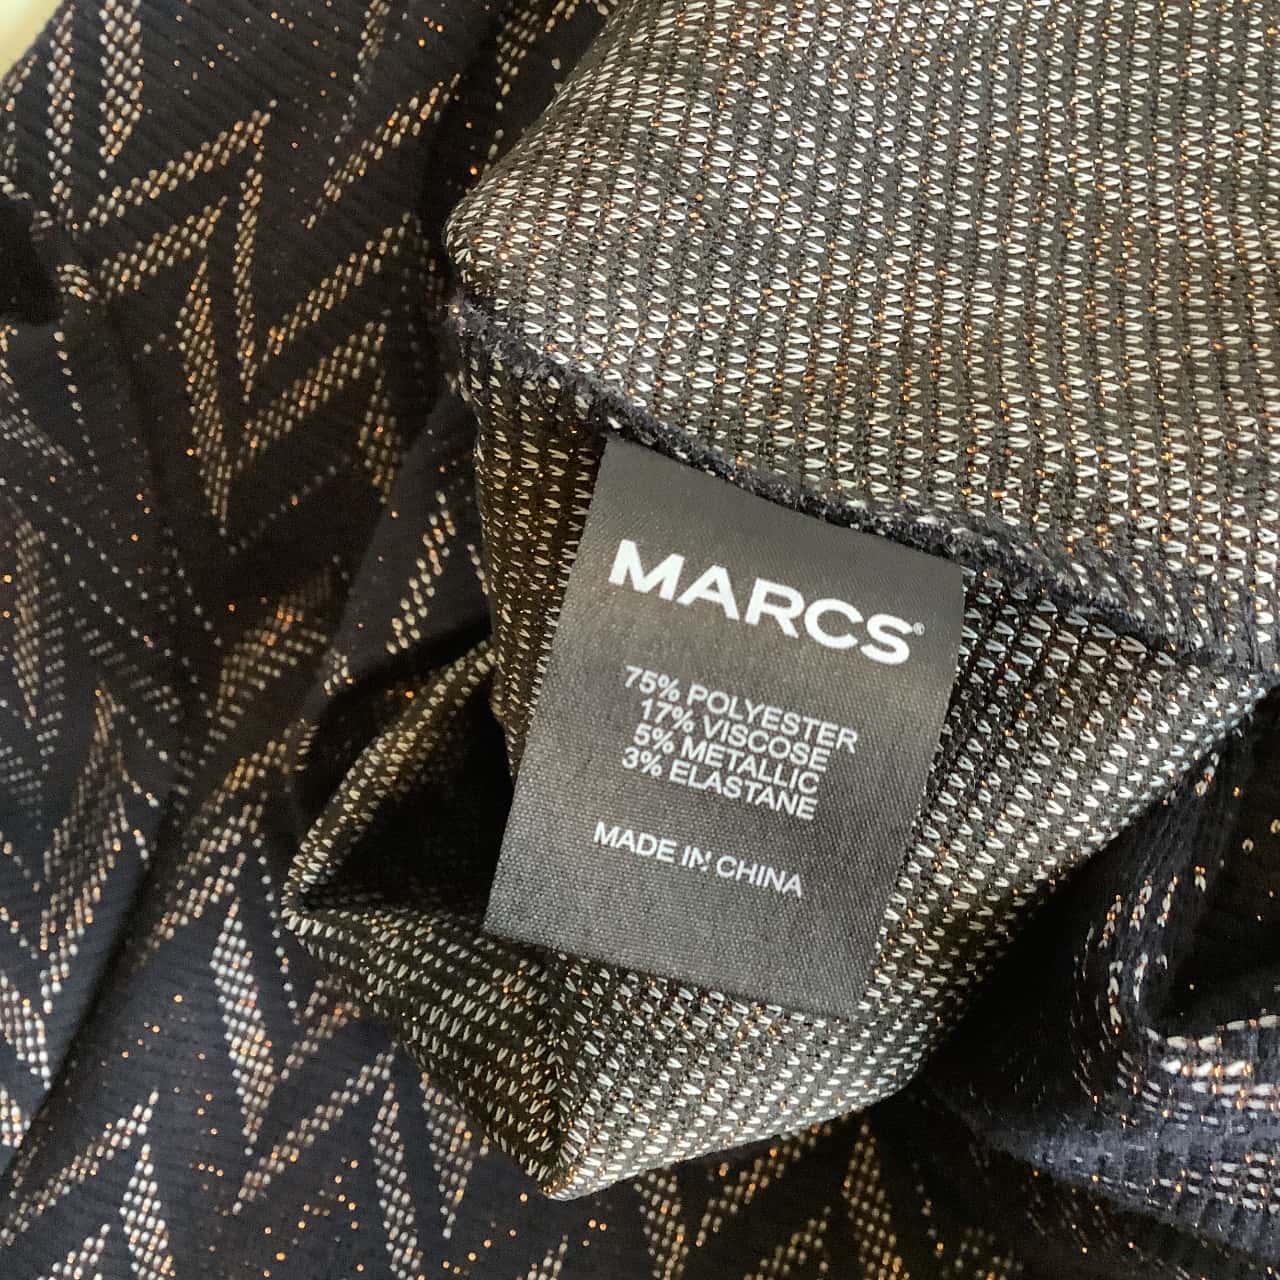 MARCS®
75% POLYESTER
17% VISCOSE
5% METALLIC
3% ELASTANE
MADE IN CHINA